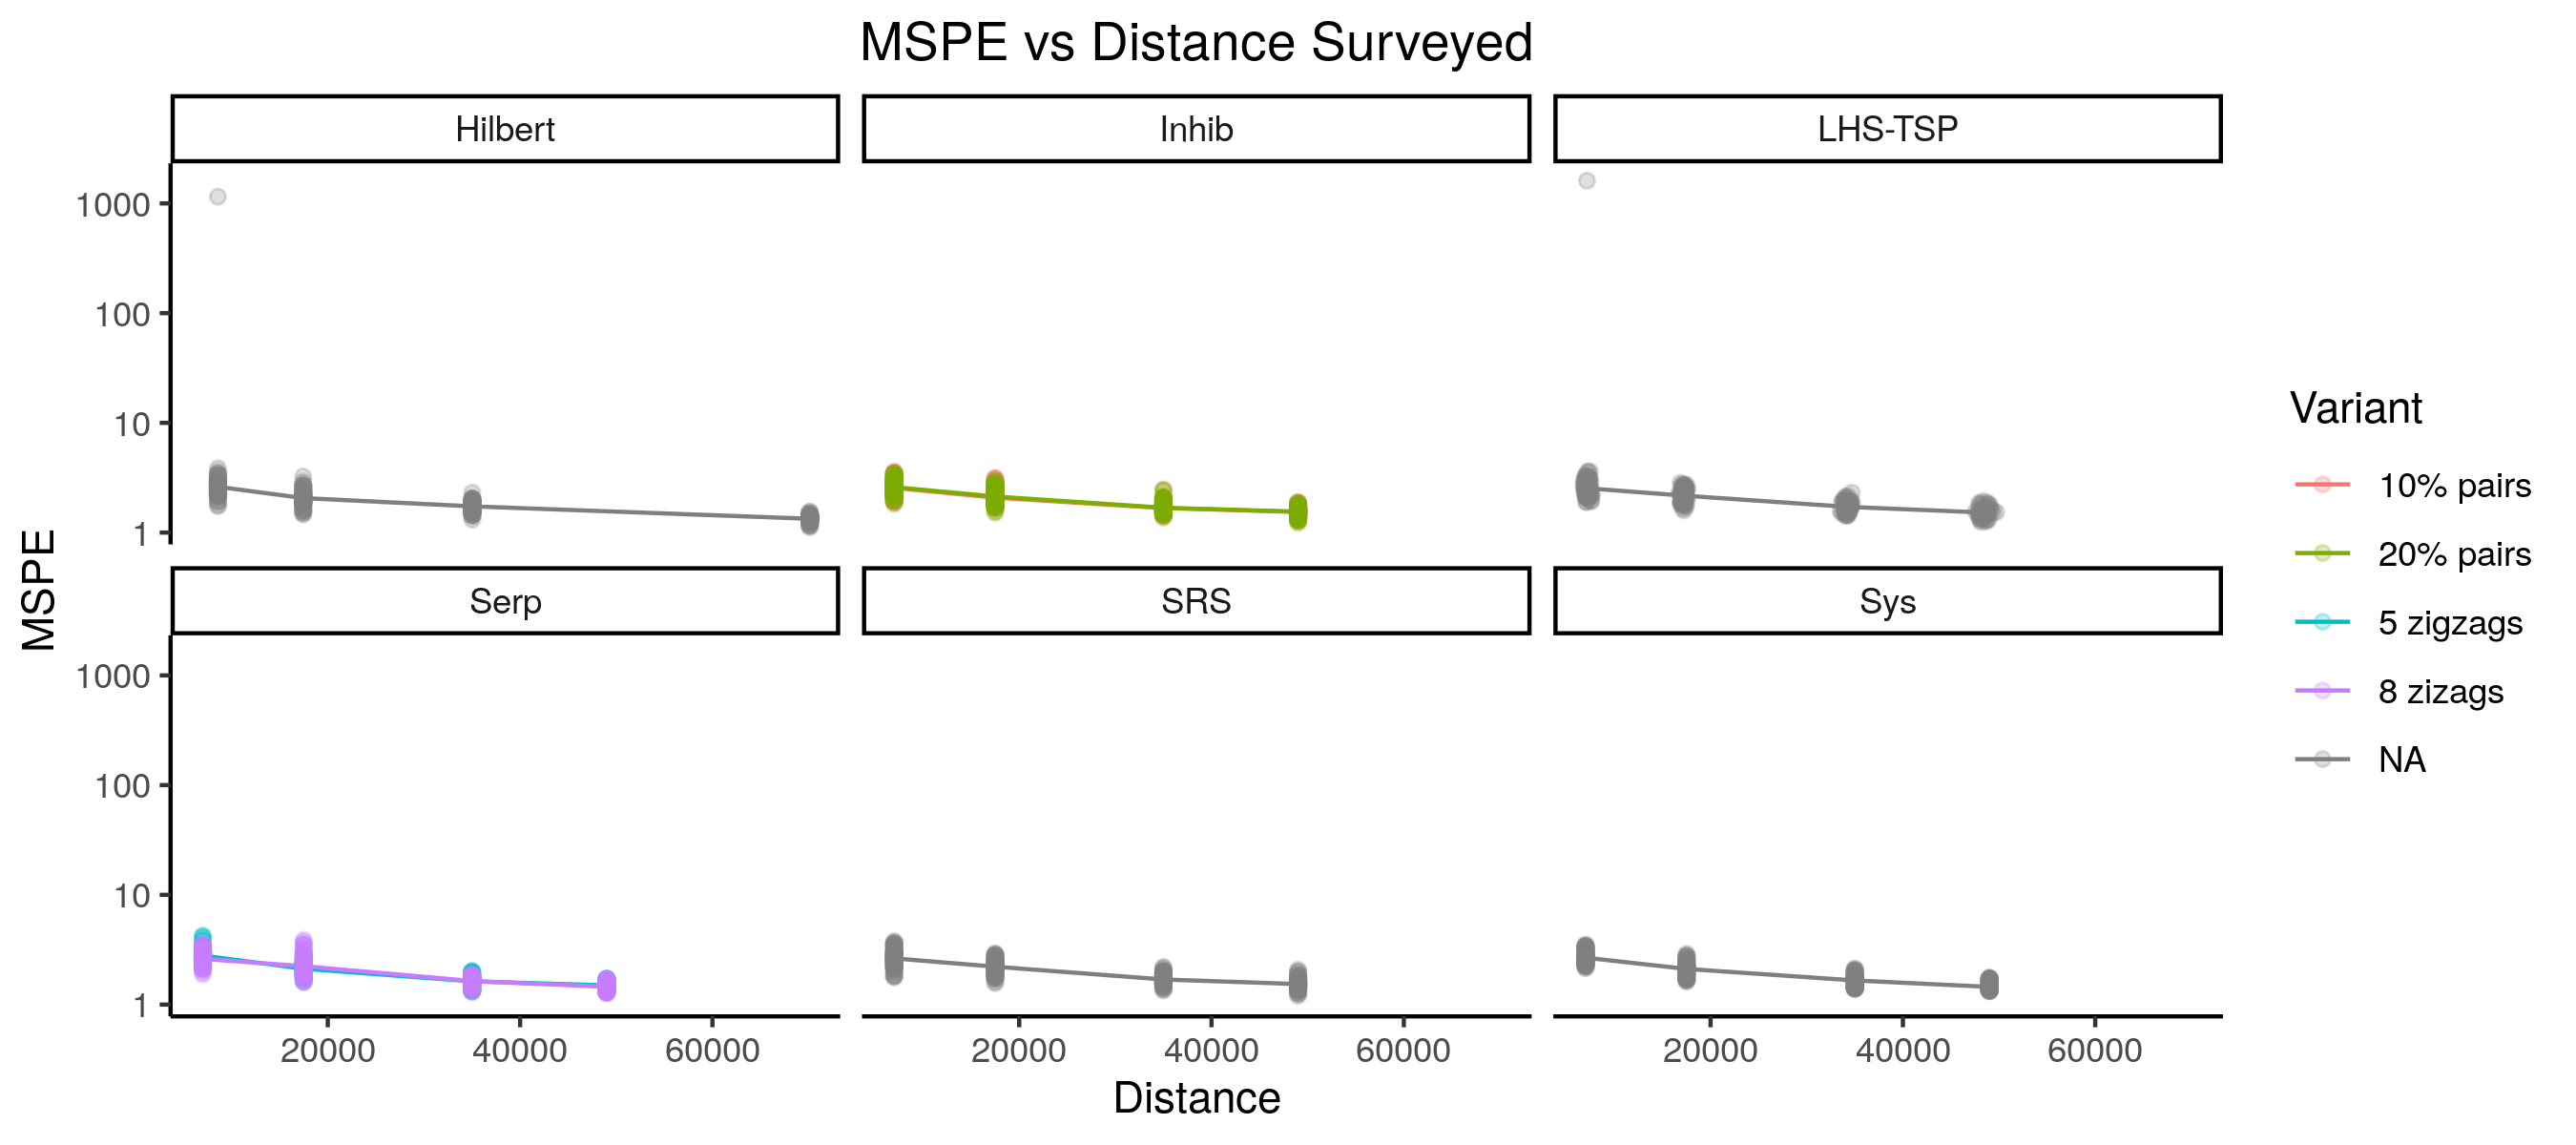 MSPE vs Distance Surveyed
Hilbert
Inhib
LHS-TSP
1000
100
10
1
Serp
SRS
Sys
1000
100
10
1
20000
40000
60000
20000
40000
60000
20000
40000
60000
MSPE
Distance
Variant
10% pairs
20% pairs
5 zigzags
8 zizags
NA